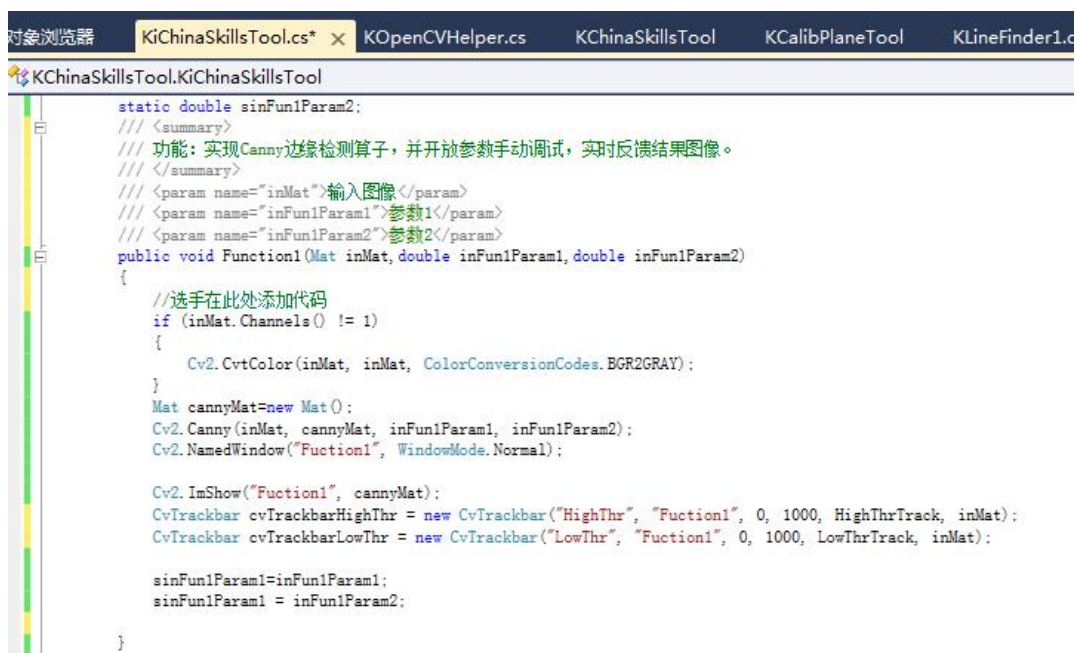 对象浏览器 KiChinaSkillsTool.cs* × KOpenCVHelper.cs KChinaSkillsTool KCalibPlaneTool KLineFinder1.c
KChinaSkillsTool.KiChinaSkillsTool
static double sinFun1Param2;
/// <summary>
/// 功能：实现Canny边缘检测算子，并开放参数手动调试，实时反馈结果图像。
/// </summary>
/// <param name="inMat">输入图像</param>
/// <param name="inFun1Param1">参数1</param>
/// <param name="inFun1Param2">参数2</param>
public void Function1(Mat inMat,double inFun1Param1,double inFun1Param2)
{
//选手在此处添加代码
if (inMat.Channels() != 1)
{
Cv2.CvtColor(inMat, inMat, ColorConversionCodes.BGR2GRAY);
}
Mat cannyMat=new Mat();
Cv2.Canny(inMat, cannyMat, inFun1Param1, inFun1Param2);
Cv2.NamedWindow("Fuction1", WindowMode.Normal);
Cv2.ImShow("Fuction1", cannyMat);
CvTrackbar cvTrackbarHighThr = new CvTrackbar("HighThr", "Fuction1", 0, 1000, HighThrTrack, inMat);
CvTrackbar cvTrackbarLowThr = new CvTrackbar("LowThr", "Fuction1", 0, 1000, LowThrTrack, inMat);
sinFun1Param1=inFun1Param1;
sinFun1Param1 = inFun1Param2;
}